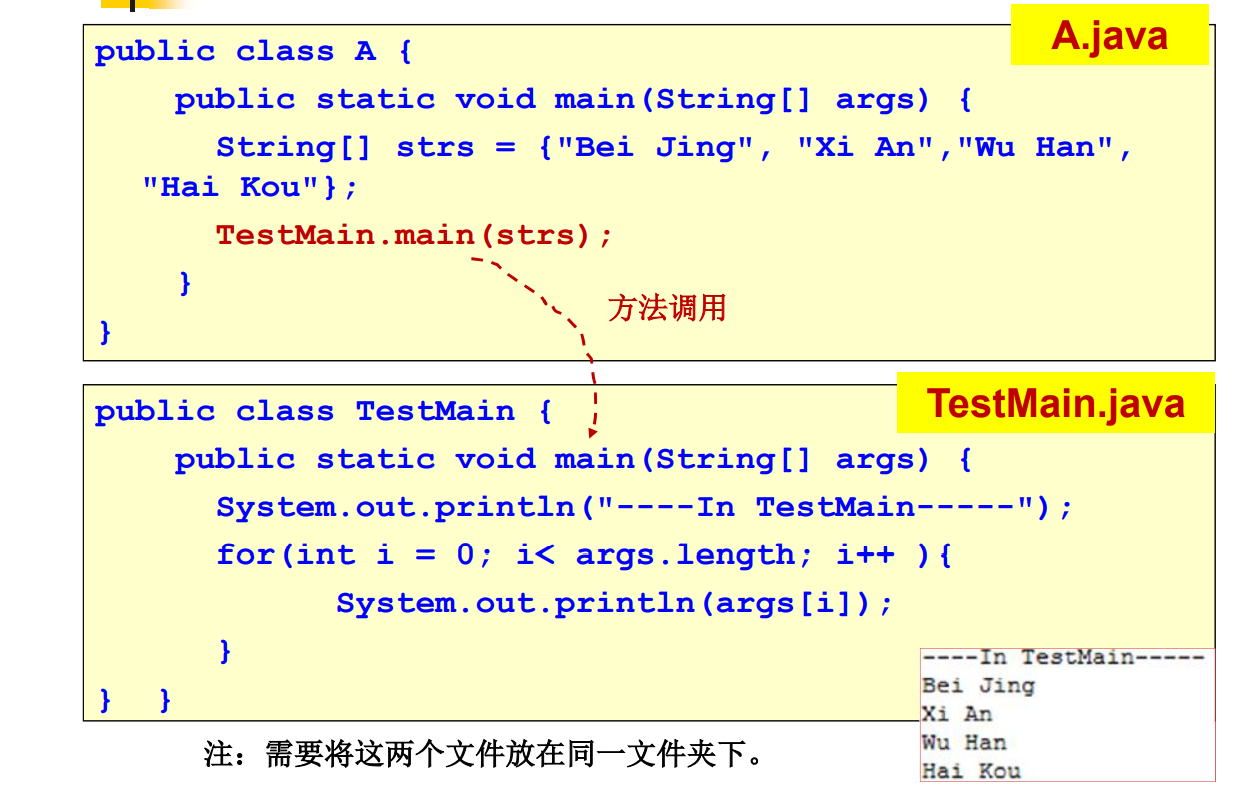 A.java
public class A {
public static void main(String[] args) {
String[] strs = {"Bei Jing", "Xi An","Wu Han",
"Hai Kou"};
TestMain.main(strs);
}
方法调用
}
TestMain.java
public class TestMain {
public static void main(String[] args) {
System.out.println("----In TestMain-----");
for(int i = 0; i< args.length; i++ ){
System.out.println(args[i]);
}
} }
----In TestMain-----
Bei Jing
Xi An
Wu Han
Hai Kou
注：需要将这两个文件放在同一文件夹下。